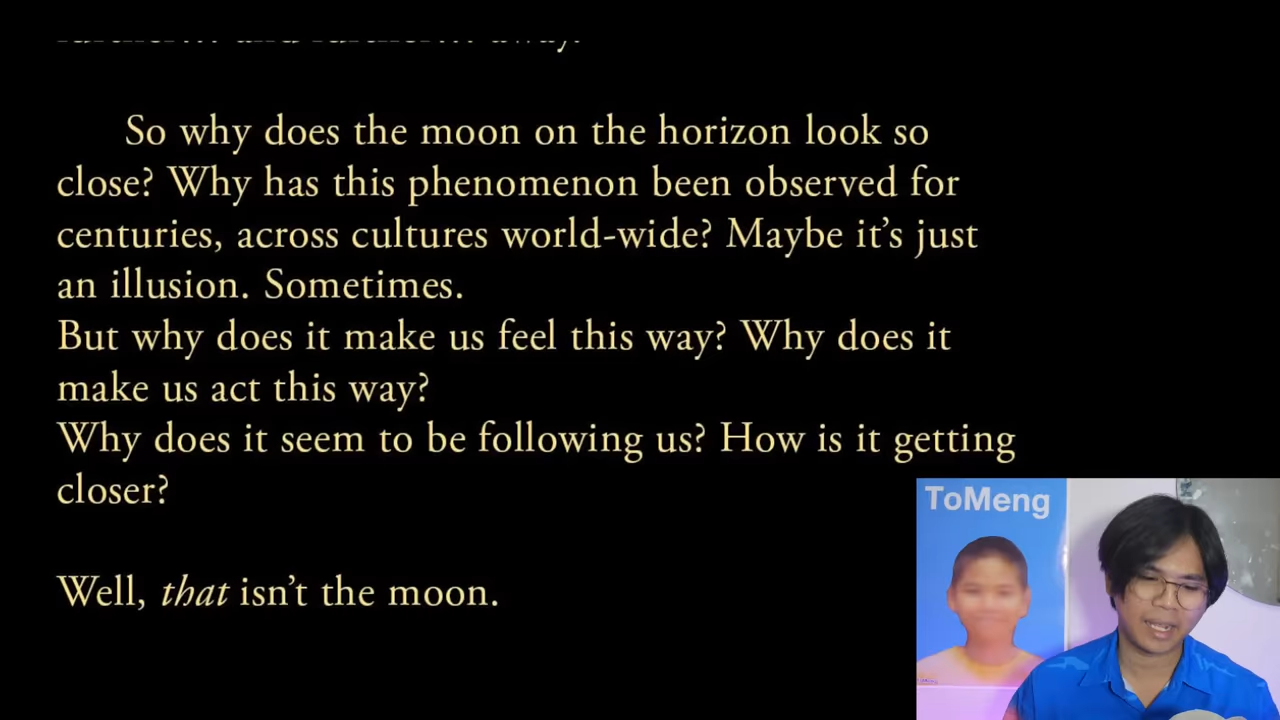 So why does the moon on the horizon look so
close? Why has this phenomenon been observed for
centuries, across cultures world-wide? Maybe it's just
an illusion. Sometimes.
But why does it make us feel this way? Why does it
make us act this way?
Why does it seem to be following us? How is it getting
closer?
Well, that isn't the moon.
ToMeng